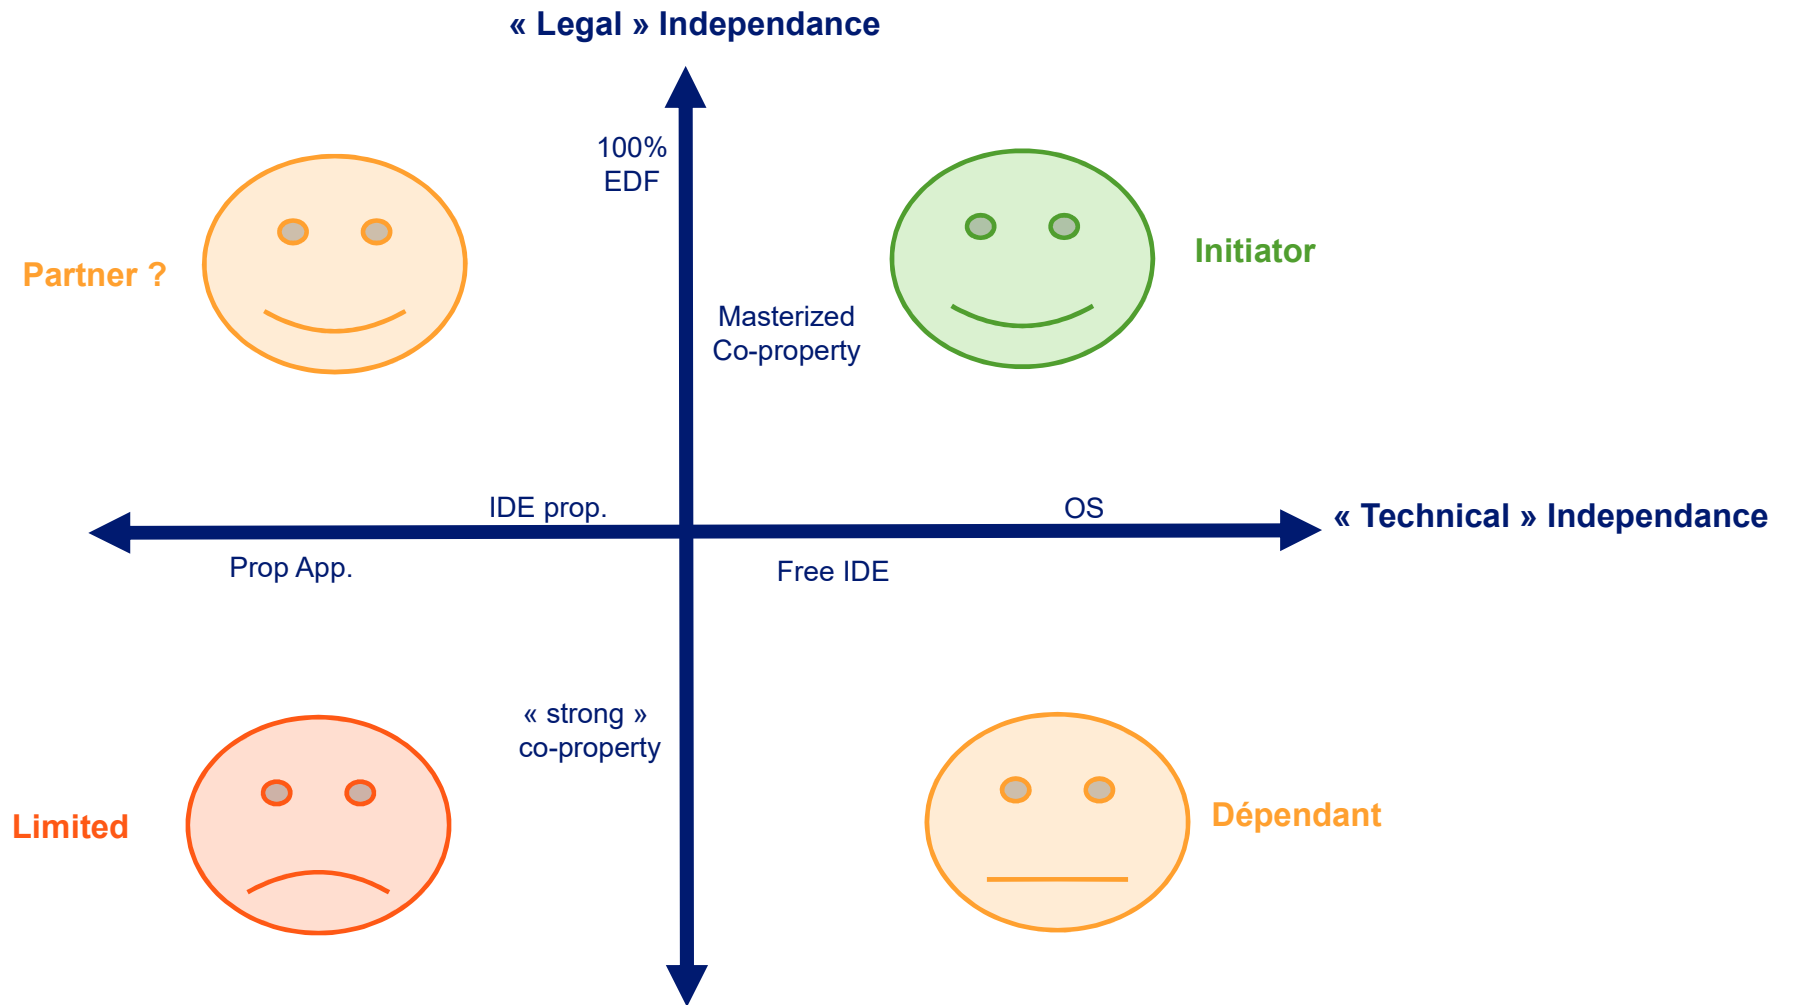 « Legal » Independance
100%
EDF
Partner ?
Initiator
Masterized
Co-property
IDE prop.
OS
« Technical » Independance
Prop App.
Free IDE
« strong »
co-property
Limited
Dépendant